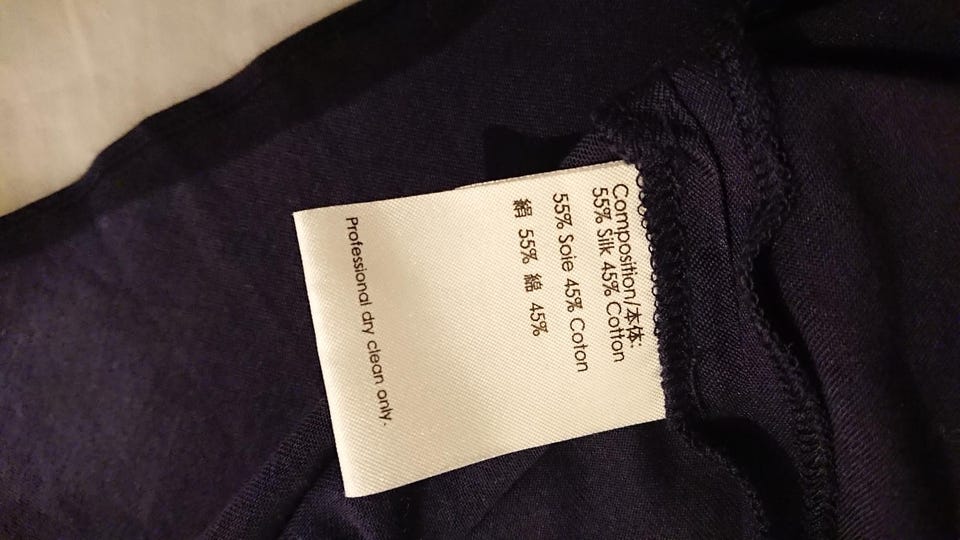 Composition/本体:
55% Silk 45% Cotton
55% Soie 45% Coton
絹 55% 綿 45%
Professional dry clean only.